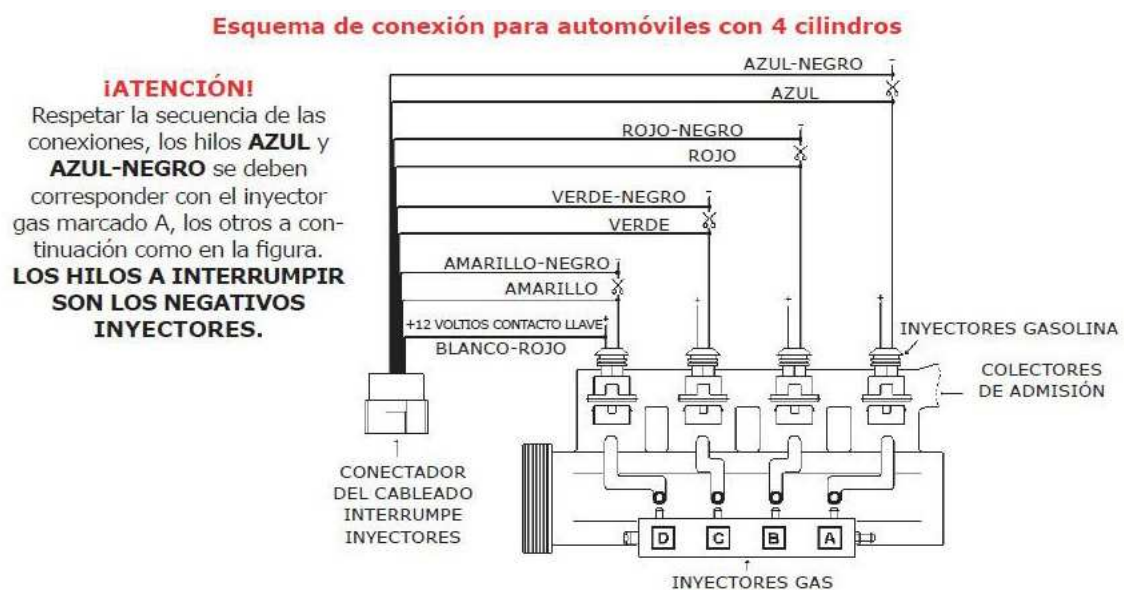 Esquema de conexión para automóviles con 4 cilindros
¡ATENCIÓN!
Respetar la secuencia de las
conexiones, los hilos AZUL y
AZUL-NEGRO se deben
corresponder con el inyector
gas marcado A, los otros a con-
tinuación como en la figura.
LOS HILOS A INTERRUMPIR
SON LOS NEGATIVOS
INYECTORES.
AZUL-NEGRO
AZUL
ROJO-NEGRO
ROJO
VERDE-NEGRO
VERDE
AMARILLO-NEGRO
AMARILLO
+12 VOLTIOS CONTACTO LLAVE
BLANCO-ROJO
INYECTORES GASOLINA
COLECTORES
DE ADMISIÓN
CONECTADOR
DEL CABLEADO
INTERRUMPE
INYECTORES
D C B A
INYECTORES GAS